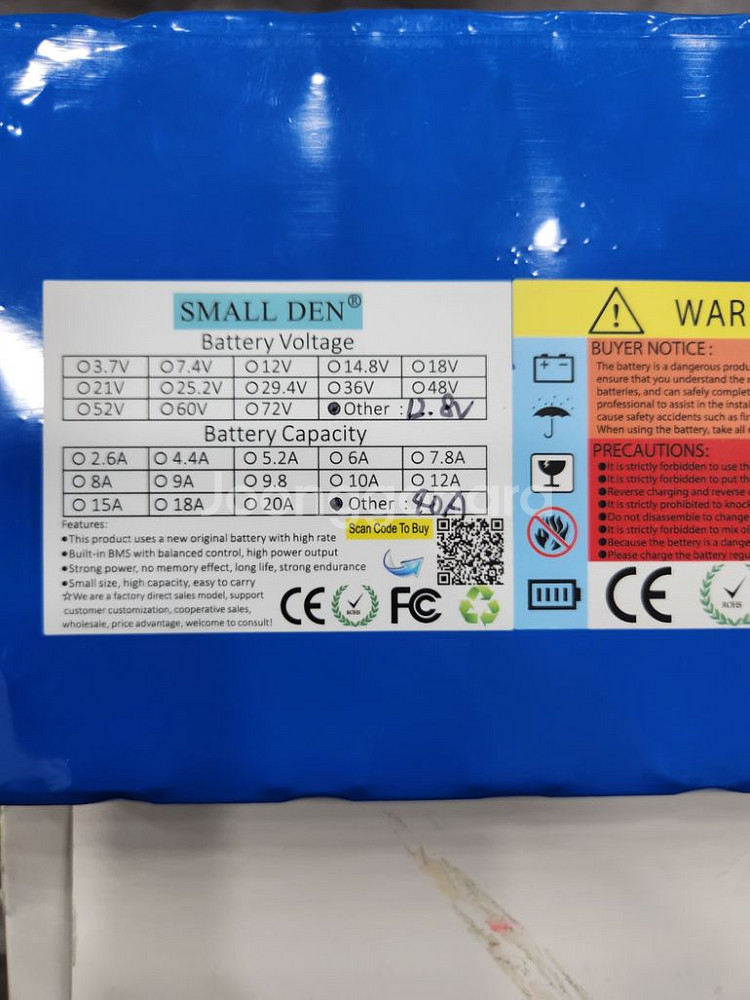 SMALL DEN®
Battery Voltage
3.7V 7.4V 12V 14.8V 18V
21V 25.2V 29.4V 36V 48V
52V 60V 72V Other : 12.8V
Battery Capacity
2.6A 4.4A 5.2A 6A 7.8A
8A 9A 9.8 10A 12A
15A 18A 20A Other : 40A
Features:
•This product uses a new original battery with high rate
•Built-in BMS with balanced control, high power output
•Strong power, no memory effect, long life, strong endurance
•Small size, high capacity, easy to carry
☆We are a factory direct sales model, support
customer customization, cooperative sales,
wholesale, price advantage, welcome to consult!
Scan Code To Buy
CE ROHS FC
WAR
BUYER NOTICE :
The battery is a dangerous produ
ensure that you understand the
batteries, and can safely complet
professional to assist in the instal
cause safety accidents such as fir
When using the battery, take all
PRECAUTIONS:
●It is strictly forbidden to use th
●It is strictly forbidden to put th
●Reverse charging and reverse
●It is strictly prohibited to knock
●Do not disassemble to change
●It is strictly forbidden to mix ol
●Because the bettery is a dange
●Please charge the battery regu
CE ROHS